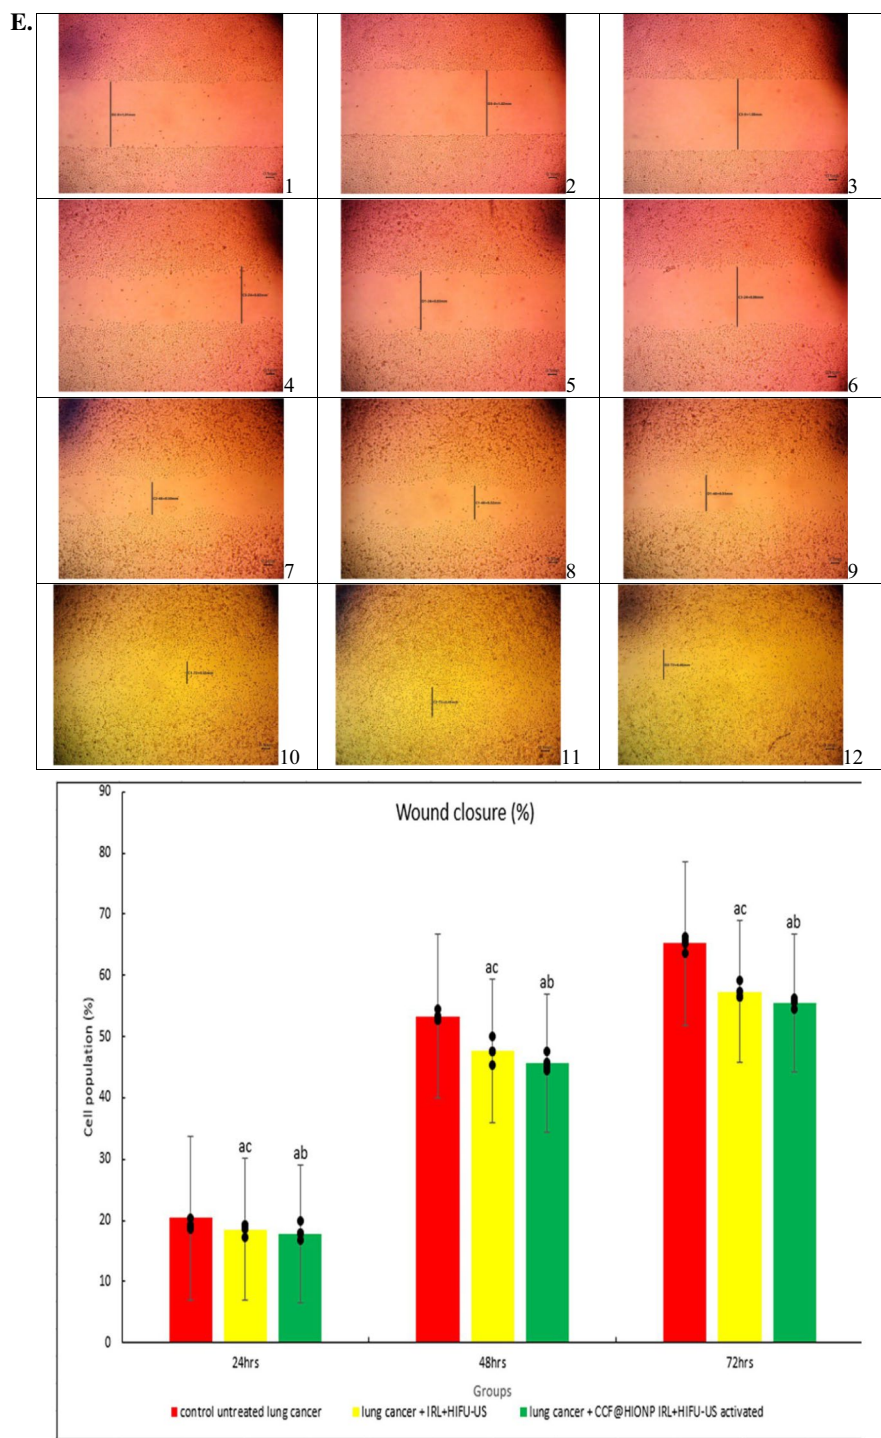 E.
1
2
3
4
5
6
7
8
9
10
11
12
Wound closure (%)
90
80
70
60
50
40
30
20
10
0
Cell population (%)
ac
ab
ac
ab
ac
ab
24hrs
48hrs
72hrs
Groups
control untreated lung cancer
lung cancer + IRL+HIFU-US
lung cancer + CCF@HIONP IRL+HIFU-US activated